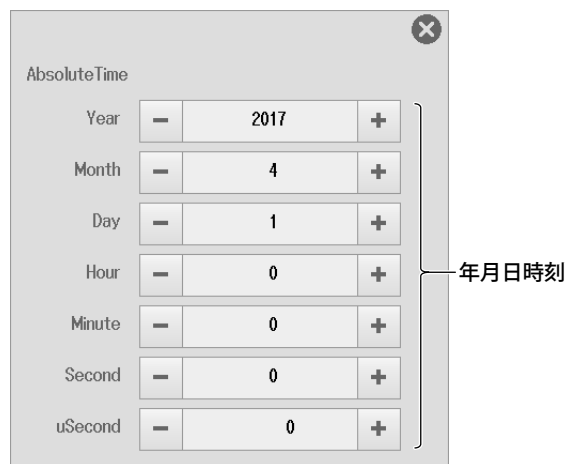 AbsoluteTime
Year − 2017 +
Month − 4 +
Day − 1 +
Hour − 0 +
Minute − 0 +
Second − 0 +
uSecond − 0 +
年月日時刻